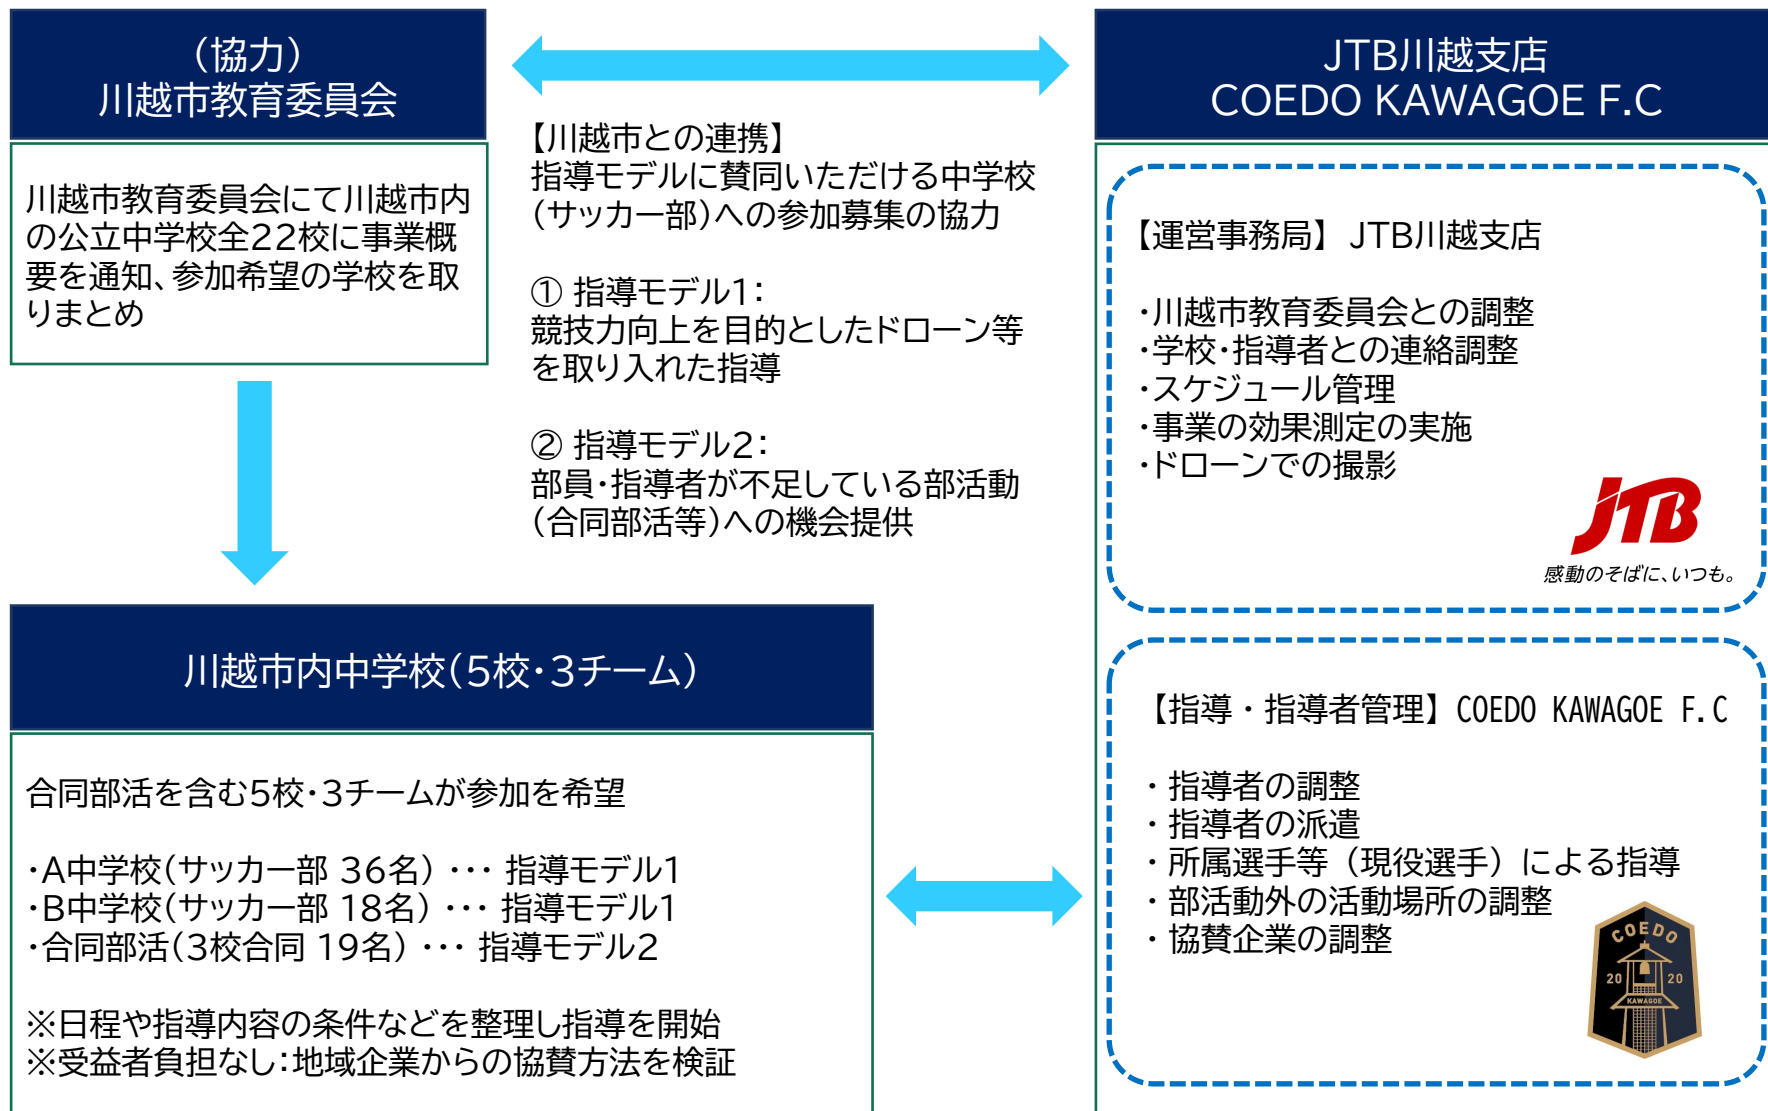 （協力）
川越市教育委員会
川越市教育委員会にて川越市内
の公立中学校全22校に事業概
要を通知、参加希望の学校を取
りまとめ
【川越市との連携】
指導モデルに賛同いただける中学校
（サッカー部）への参加募集の協力
① 指導モデル1：
競技力向上を目的としたドローン等
を取り入れた指導
② 指導モデル2：
部員・指導者が不足している部活動
（合同部活等）への機会提供
JTB川越支店
COEDO KAWAGOE F.C
【運営事務局】 JTB川越支店
・川越市教育委員会との調整
・学校・指導者との連絡調整
・スケジュール管理
・事業の効果測定の実施
・ドローンでの撮影
JTB
感動のそばに、いつも。
【指導・指導者管理】COEDO KAWAGOE F.C
・指導者の調整
・指導者の派遣
・所属選手等（現役選手）による指導
・部活動外の活動場所の調整
・協賛企業の調整
COEDO
20 20
KAWAGOE
川越市内中学校（5校・3チーム）
合同部活を含む5校・3チームが参加を希望
・A中学校（サッカー部 36名） ･･･ 指導モデル1
・B中学校（サッカー部 18名） ･･･ 指導モデル1
・合同部活（3校合同 19名） ･･･ 指導モデル2
※日程や指導内容の条件などを整理し指導を開始
※受益者負担なし：地域企業からの協賛方法を検証